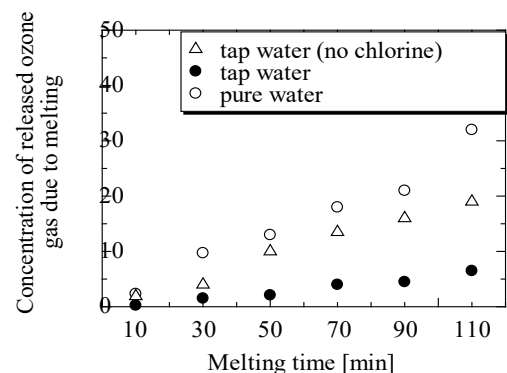 50
40
30
20
10
0
tap water (no chlorine)
tap water
pure water
Concentration of released ozone
gas due to melting
10 30 50 70 90 110
Melting time [min]